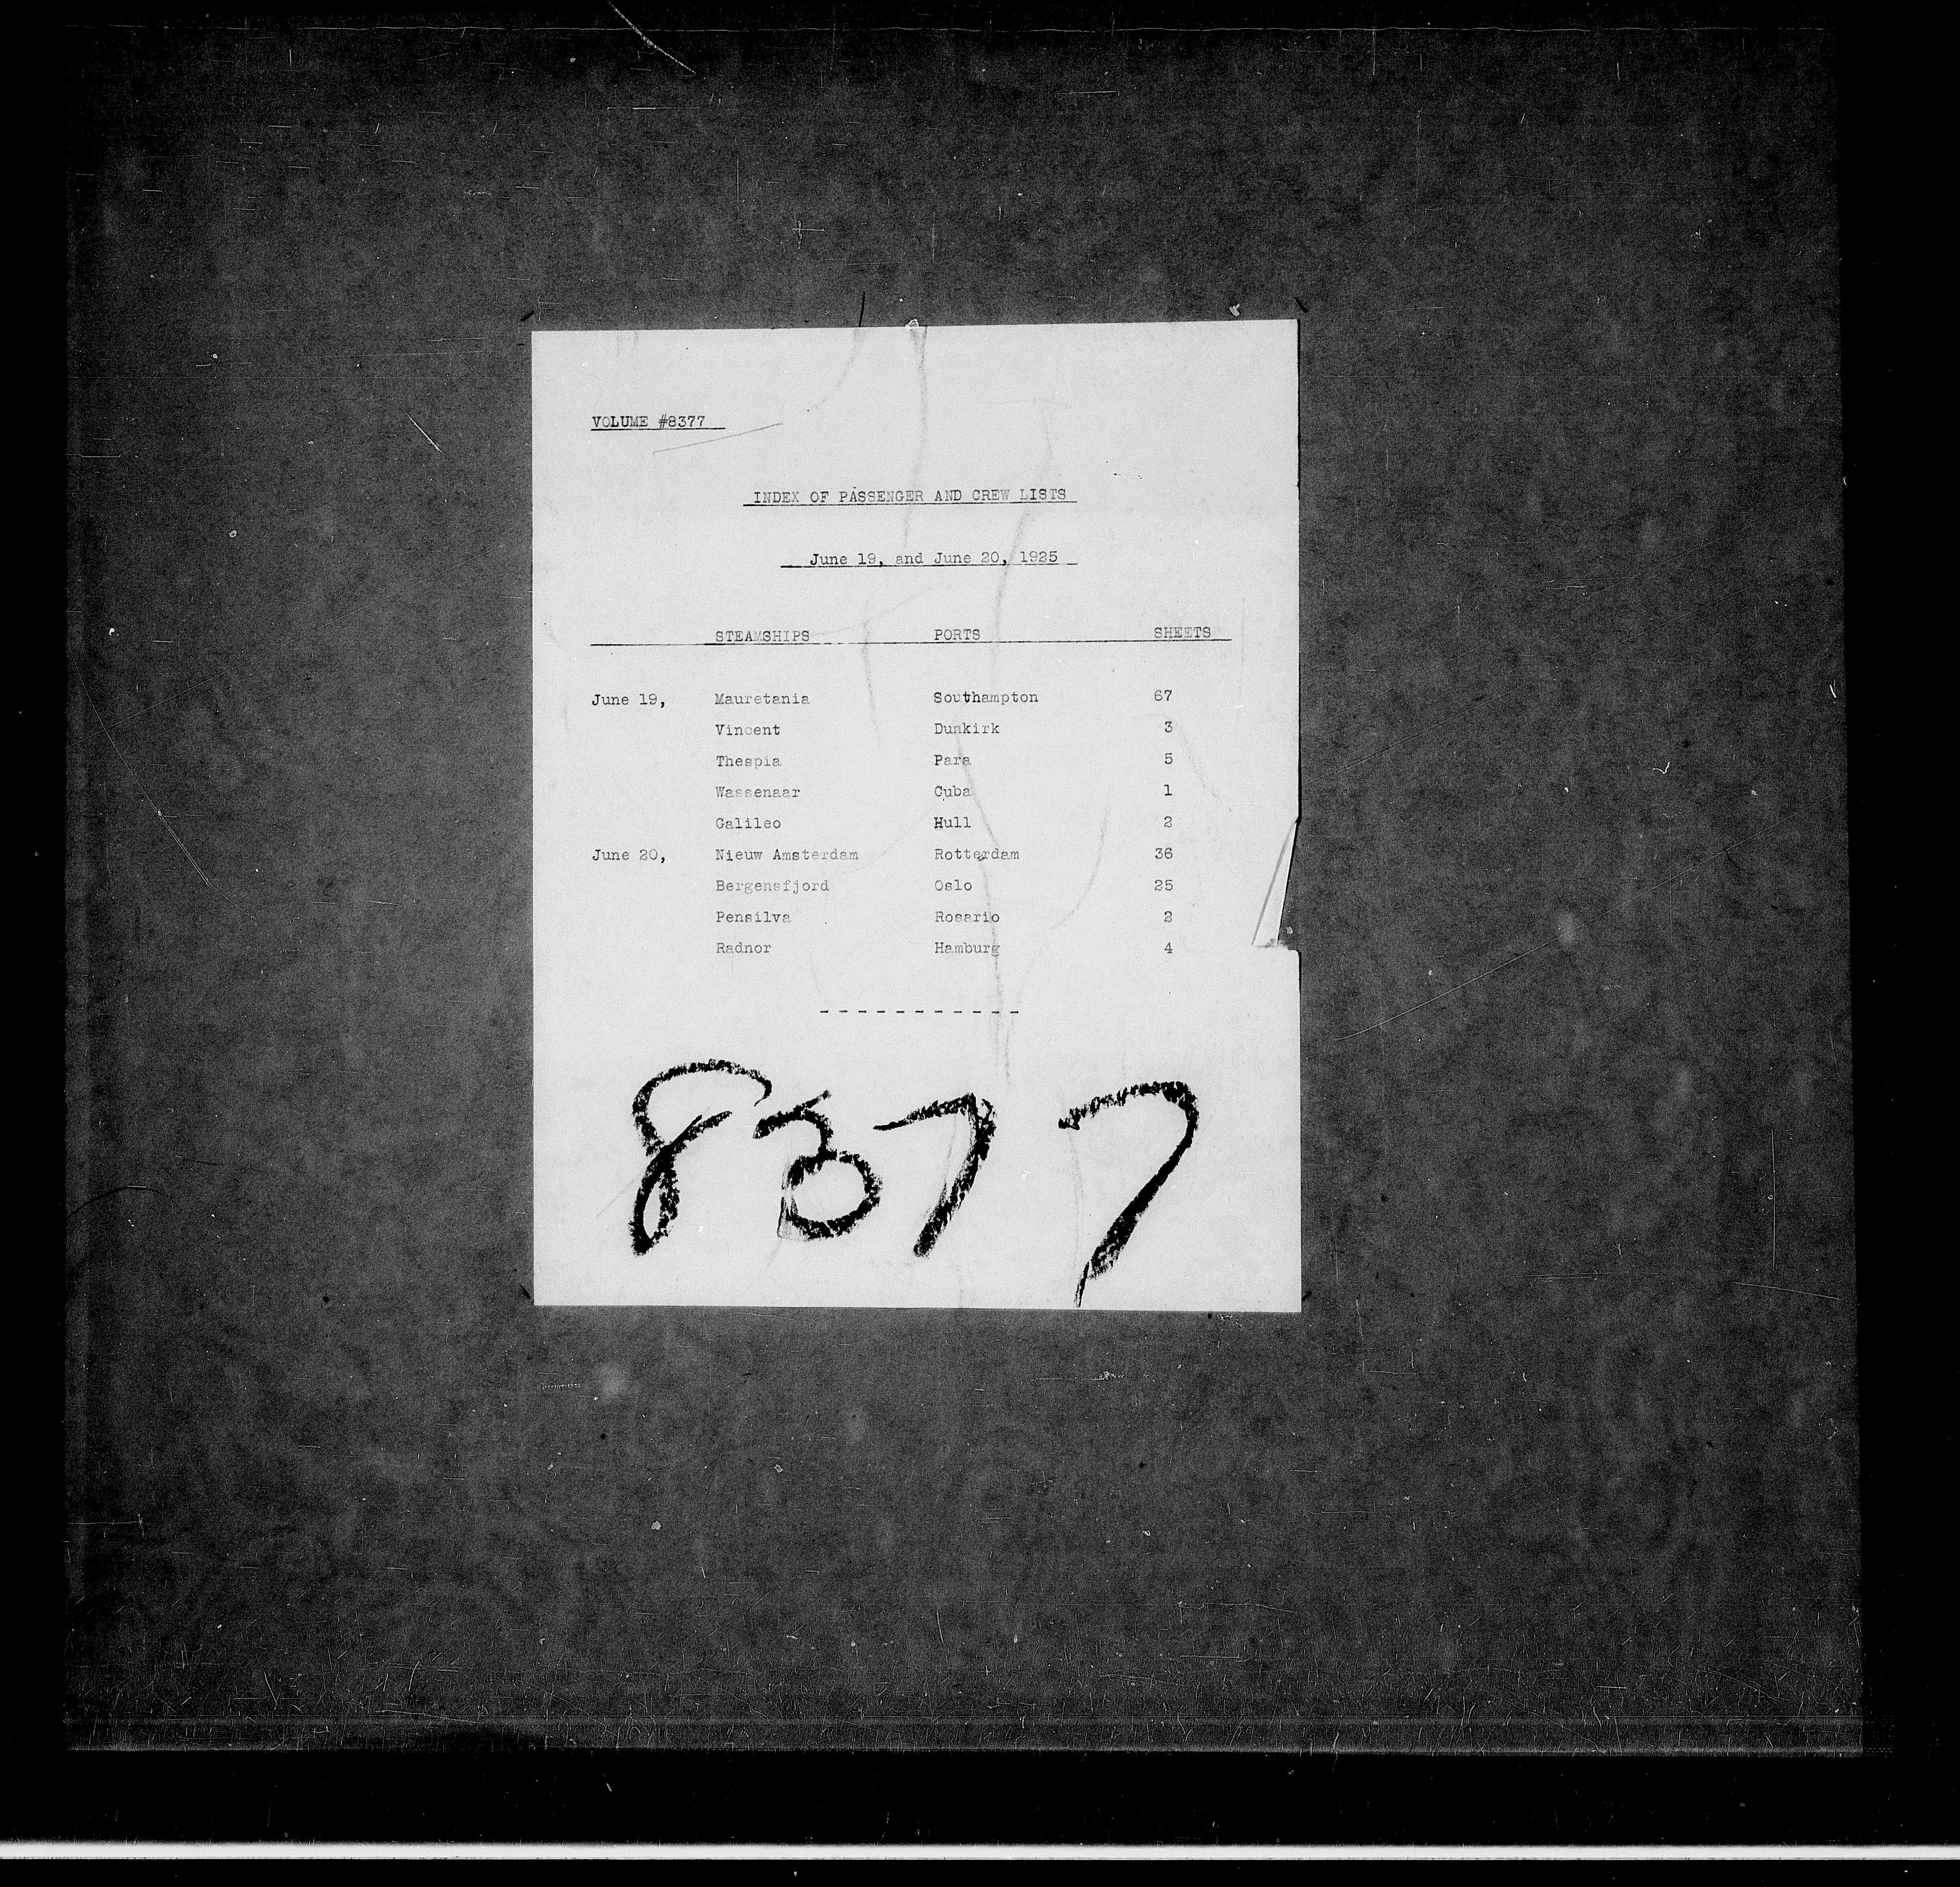 VOLUME #8377
INDEX OF PASSENGER AND CREW LISTS
June 19, and June 20, 1925
STEAMSHIPS PORTS SHEETS
June 19, Mauretania Southampton 67
Vincent Dunkirk 3
Thespia Para 5
Wassenaar Cuba 1
Galileo Hull 2
June 20, Nieuw Amsterdam Rotterdam 36
Bergensfjord Oslo 25
Pensilva Rosario 2
Radnor Hamburg 4
- - - - - - - - - - -
8377